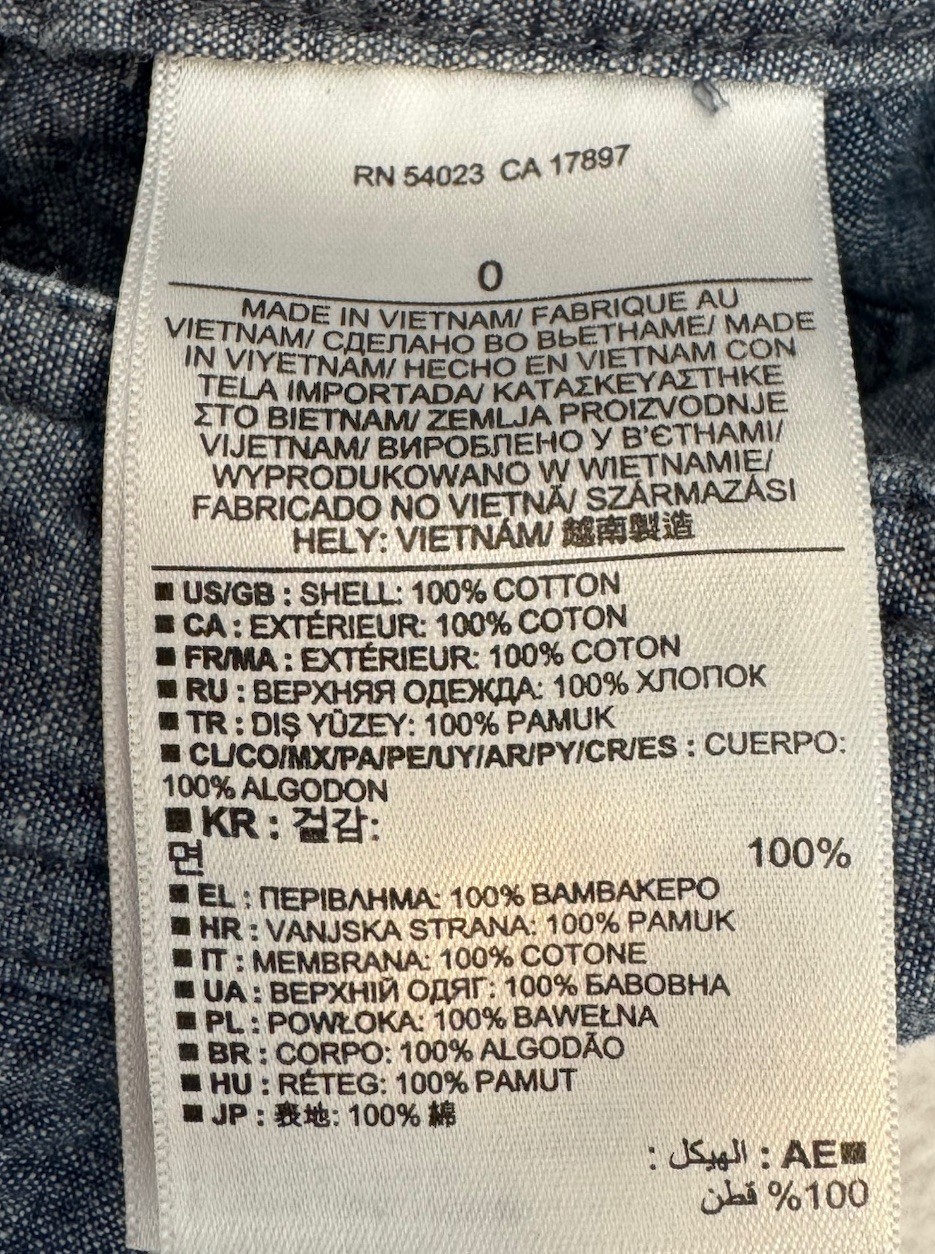 RN 54023 CA 17897
0
MADE IN VIETNAM/ FABRIQUE AU
VIETNAM/ СДЕЛАНО ВО ВЬЕТНАМЕ/ MADE
IN VIYETNAM/ HECHO EN VIETNAM CON
TELA IMPORTADA/ ΚΑΤΑΣΚΕΥΑΣΤΗΚΕ
ΣΤΟ ΒΙΕΤΝΑΜ/ ZEMLJA PROIZVODNJE
VIJETNAM/ ВИРОБЛЕНО У В'ЄТНАМІ/
WYPRODUKOWANO W WIETNAMIE/
FABRICADO NO VIETNÃ/ SZÁRMAZÁSI
HELY: VIETNÁM/ 越南製造
■ US/GB : SHELL: 100% COTTON
■ CA : EXTÉRIEUR: 100% COTON
■ FR/MA : EXTÉRIEUR: 100% COTON
■ RU : ВЕРХНЯЯ ОДЕЖДА: 100% ХЛОПОК
■ TR : DIŞ YÜZEY: 100% PAMUK
■ CL/CO/MX/PA/PE/UY/AR/PY/CR/ES : CUERPO:
100% ALGODON
■ KR : 겉감:
면 100%
■ EL : ΠΕΡΙΒΛΗΜΑ: 100% ΒΑΜΒΑΚΕΡΟ
■ HR : VANJSKA STRANA: 100% PAMUK
■ IT : MEMBRANA: 100% COTONE
■ UA : ВЕРХНІЙ ОДЯГ: 100% БАВОВНА
■ PL : POWŁOKA: 100% BAWEŁNA
■ BR : CORPO: 100% ALGODÃO
■ HU : RÉTEG: 100% PAMUT
■ JP : 表地: 100% 綿
■AE : الهيكل :
100% قطن